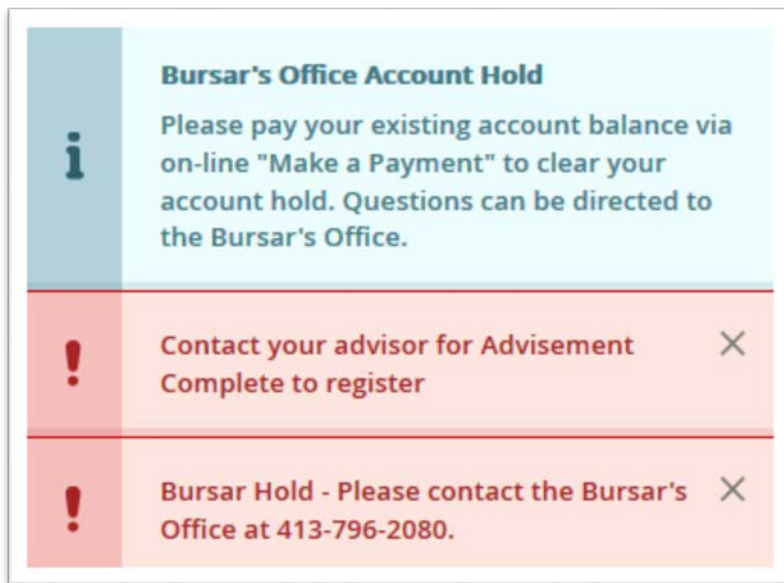 Bursar's Office Account Hold
Please pay your existing account balance via
on-line "Make a Payment" to clear your
account hold. Questions can be directed to
the Bursar's Office.
Contact your advisor for Advisement
Complete to register
Bursar Hold - Please contact the Bursar's
Office at 413-796-2080.